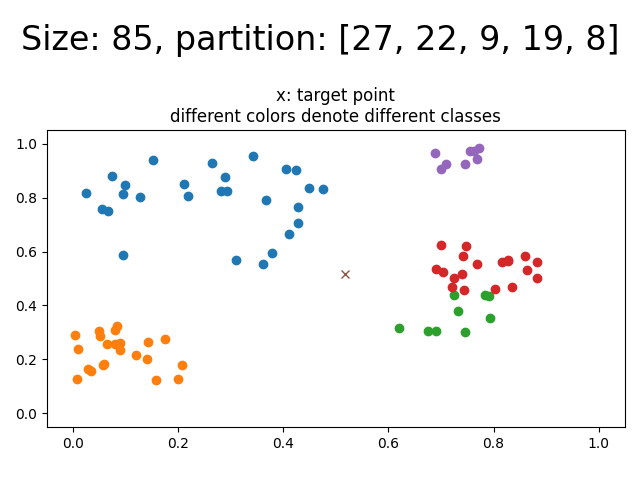 Size: 85, partition: [27, 22, 9, 19, 8]
x: target point
different colors denote different classes
1.0
0.8
0.6
0.4
0.2
0.0
0.0 0.2 0.4 0.6 0.8 1.0